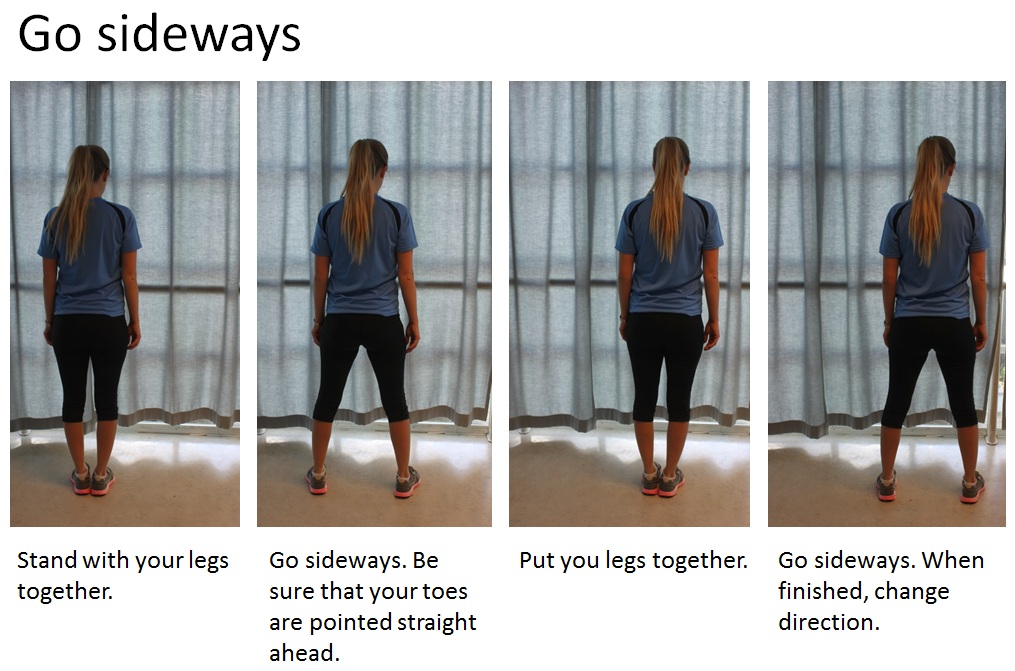 Go sideways
Stand with your legs
together.
Go sideways. Be
sure that your toes
are pointed straight
ahead.
Put you legs together.
Go sideways. When
finished, change
direction.